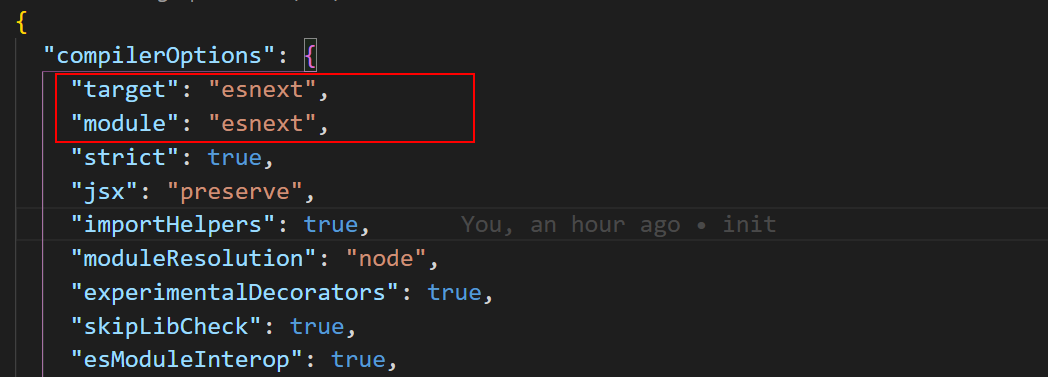 {
"compilerOptions": {
"target": "esnext",
"module": "esnext",
"strict": true,
"jsx": "preserve",
"importHelpers": true, You, an hour ago • init
"moduleResolution": "node",
"experimentalDecorators": true,
"skipLibCheck": true,
"esModuleInterop": true,